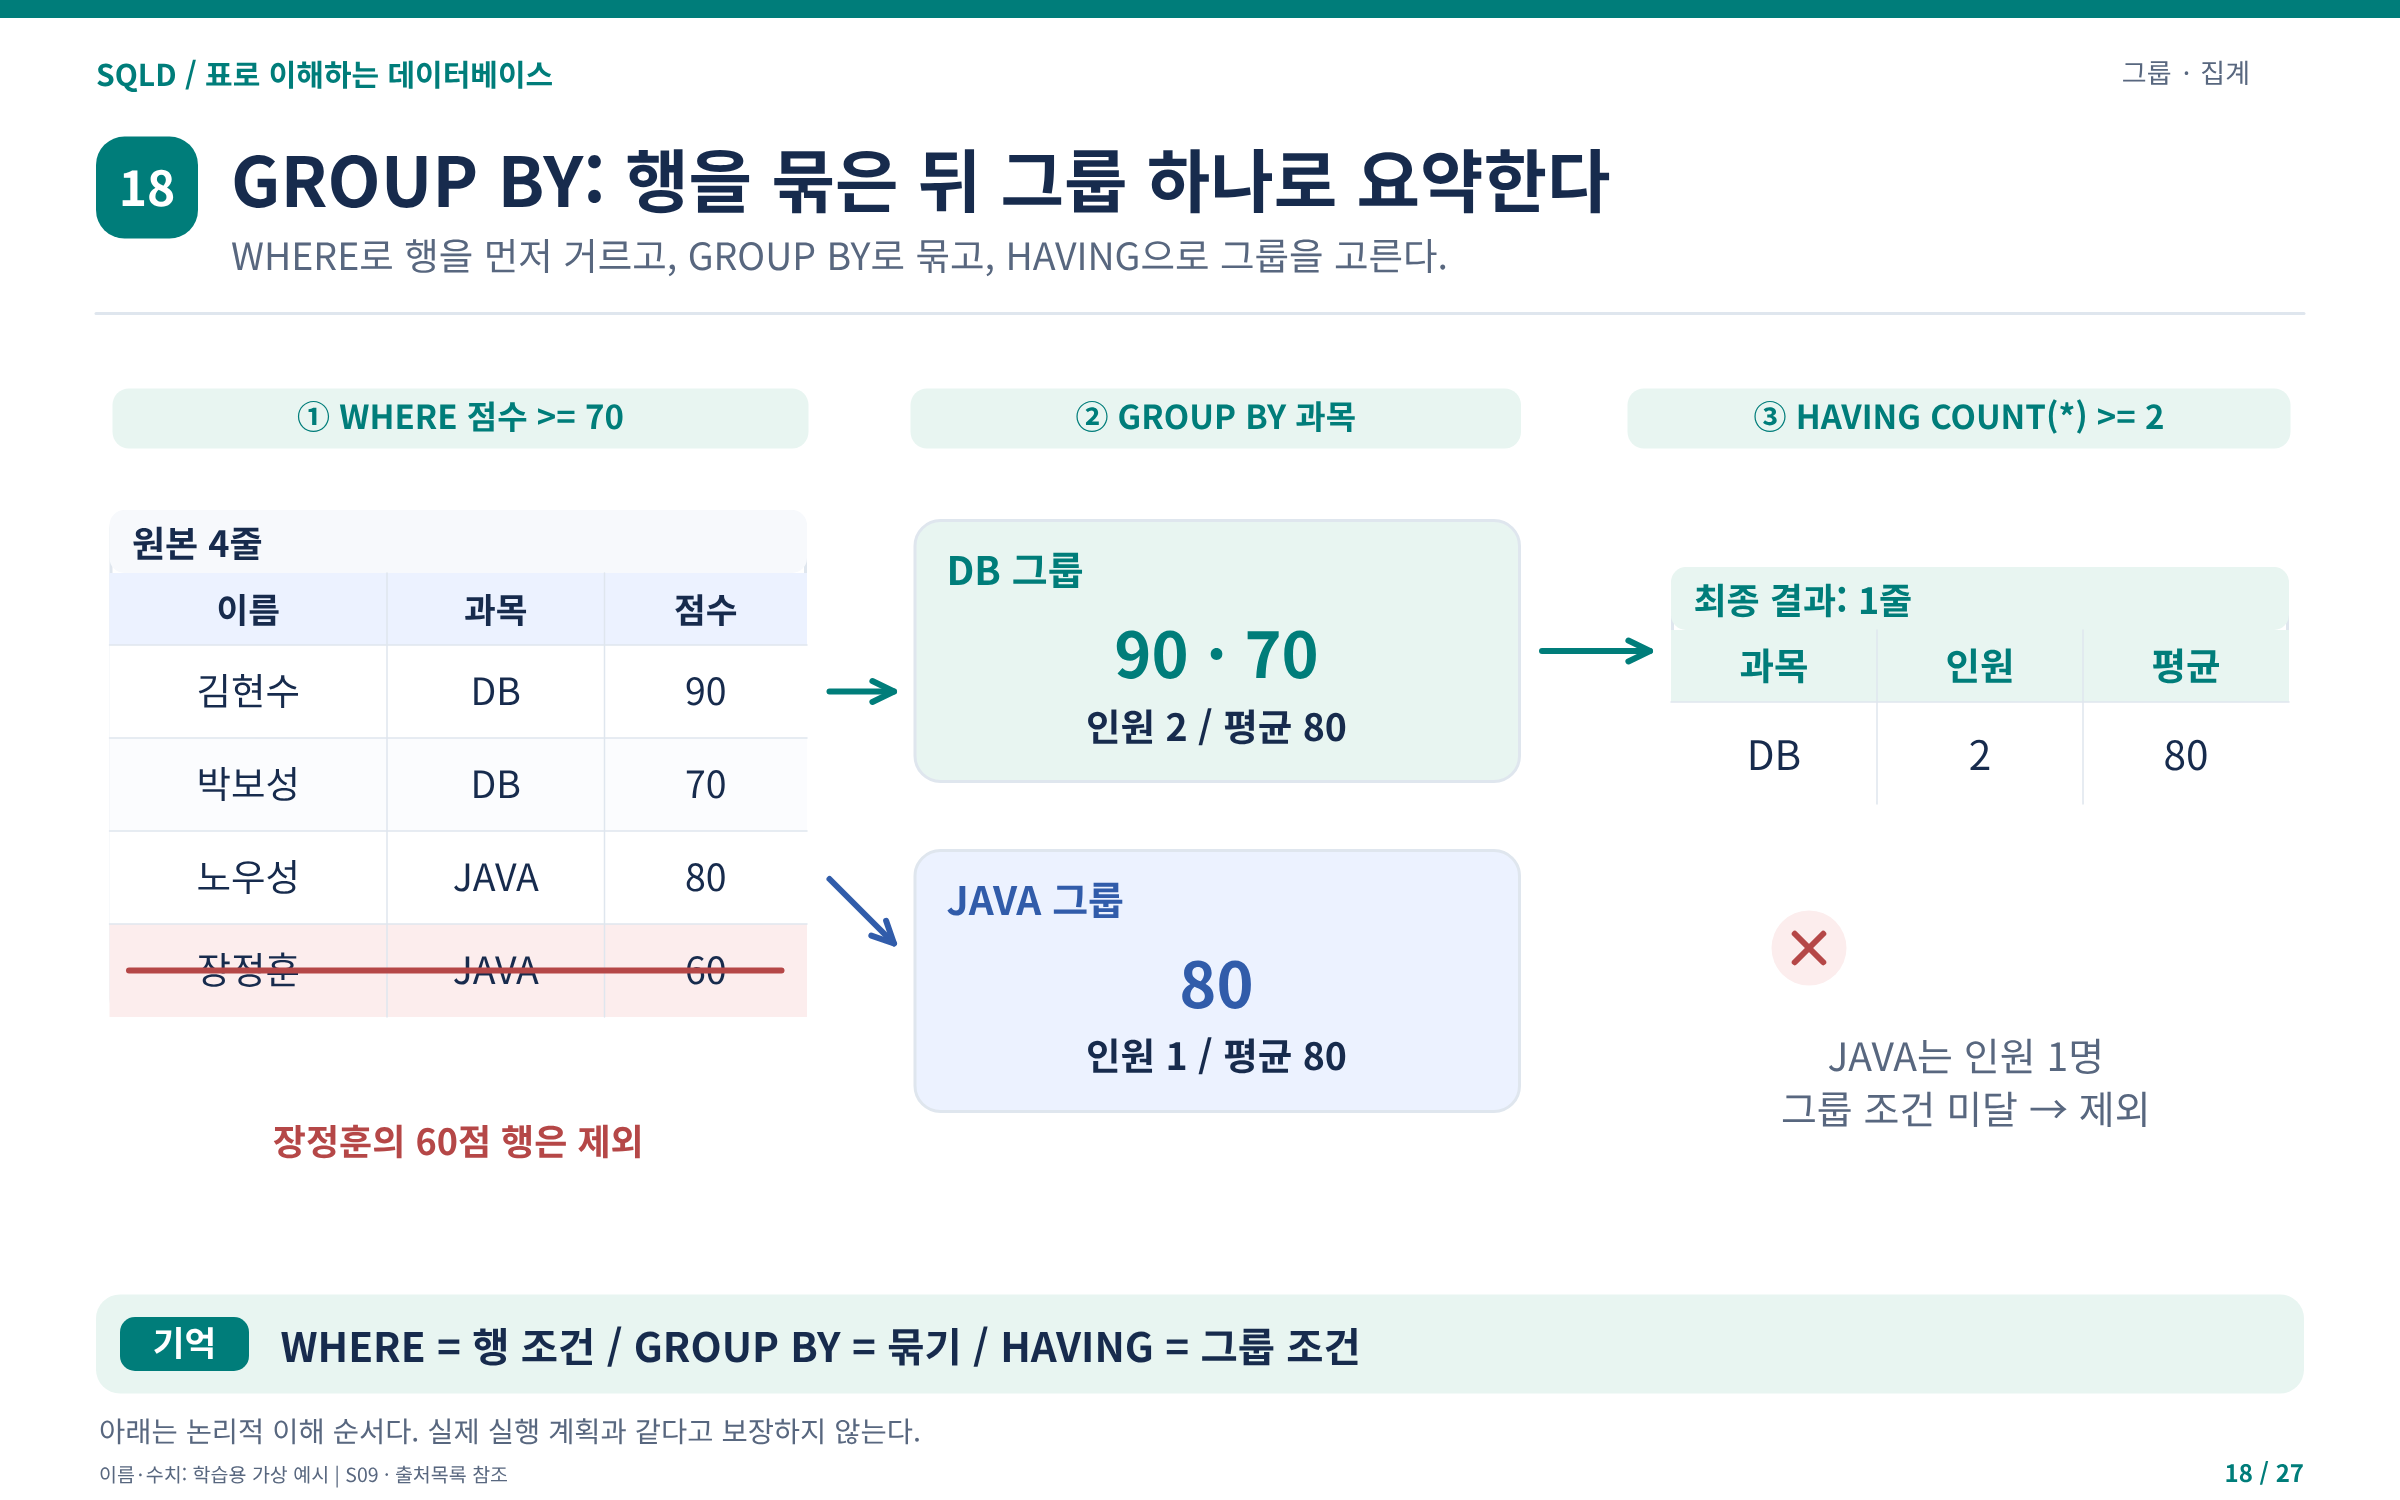 SQLD / 표로 이해하는 데이터베이스
그룹 · 집계
18
GROUP BY: 행을 묶은 뒤 그룹 하나로 요약한다
WHERE로 행을 먼저 거르고, GROUP BY로 묶고, HAVING으로 그룹을 고른다.
① WHERE 점수 >= 70
원본 4줄
이름 과목 점수
김현수 DB 90
박보성 DB 70
노우성 JAVA 80
장정훈 JAVA 60
장정훈의 60점 행은 제외
② GROUP BY 과목
DB 그룹
90 · 70
인원 2 / 평균 80
JAVA 그룹
80
인원 1 / 평균 80
③ HAVING COUNT(*) >= 2
최종 결과: 1줄
과목 인원 평균
DB 2 80
JAVA는 인원 1명
그룹 조건 미달 → 제외
기억
WHERE = 행 조건 / GROUP BY = 묶기 / HAVING = 그룹 조건
아래는 논리적 이해 순서다. 실제 실행 계획과 같다고 보장하지 않는다.
이름·수치: 학습용 가상 예시 | S09 · 출처목록 참조
18 / 27